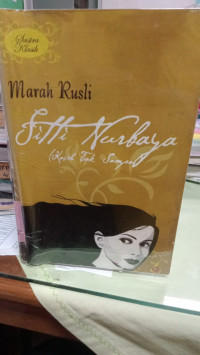 Sastra
Klasik
Marah Rusli
Sitti Nurbaya
(Kasih Tak Sampai)